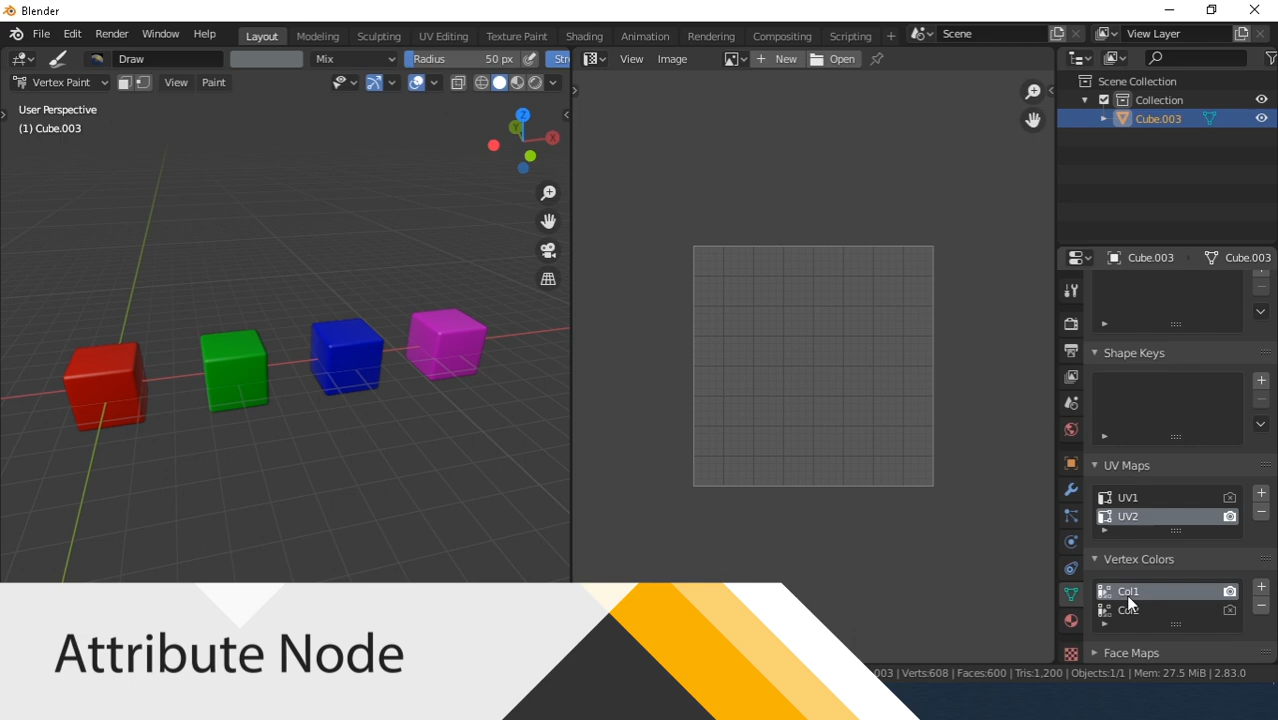 Blender
File Edit Render Window Help Layout Modeling Sculpting UV Editing Texture Paint Shading Animation Rendering Compositing Scripting + Scene View Layer
Draw Mix Radius 50 px Str View Image + New Open
Vertex Paint View Paint
Scene Collection
User Perspective
Collection
(1) Cube.003
Cube.003
X
Y
Z
Cube.003 Cube.003
Shape Keys
UV Maps
UV1
UV2
Vertex Colors
Col1
Face Maps
Attribute Node
003 | Verts:608 | Faces:600 | Tris:1,200 | Objects:1/1 | Mem: 27.5 MiB | 2.83.0